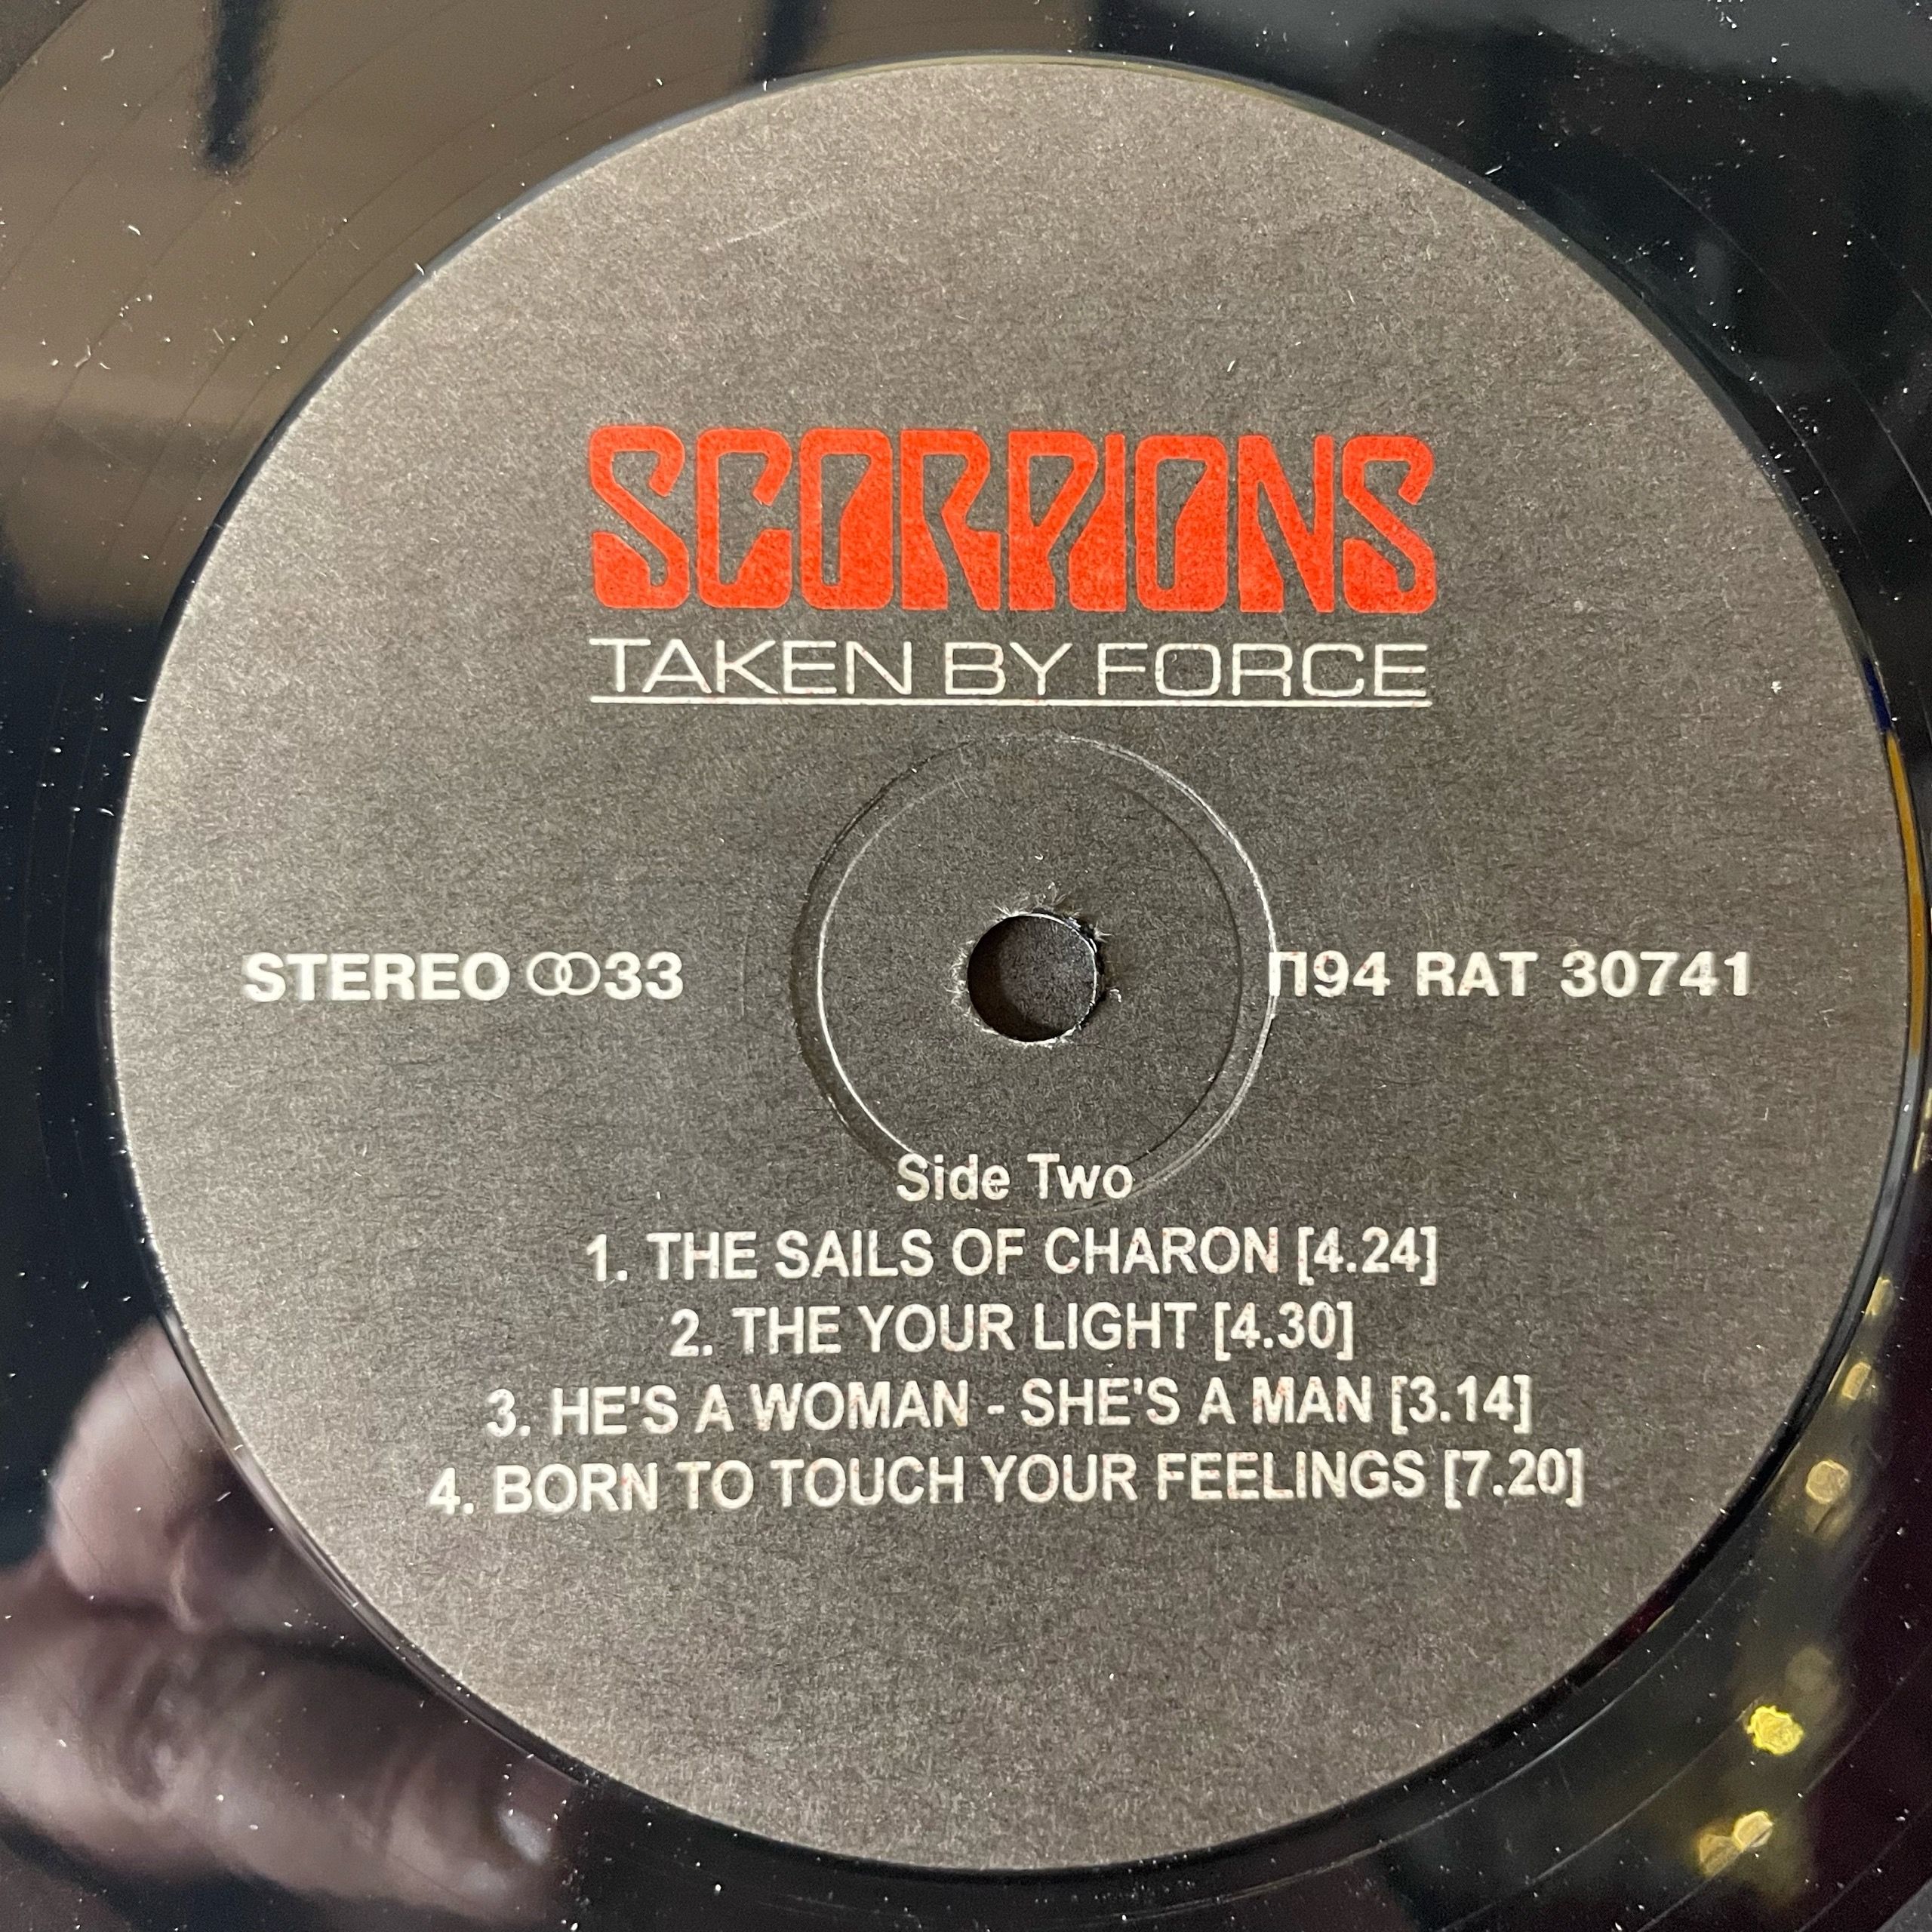 SCORPIONS
TAKEN BY FORCE
STEREO 33
П94 RAT 30741
Side Two
1. THE SAILS OF CHARON [4.24]
2. THE YOUR LIGHT [4.30]
3. HE'S A WOMAN - SHE'S A MAN [3.14]
4. BORN TO TOUCH YOUR FEELINGS [7.20]